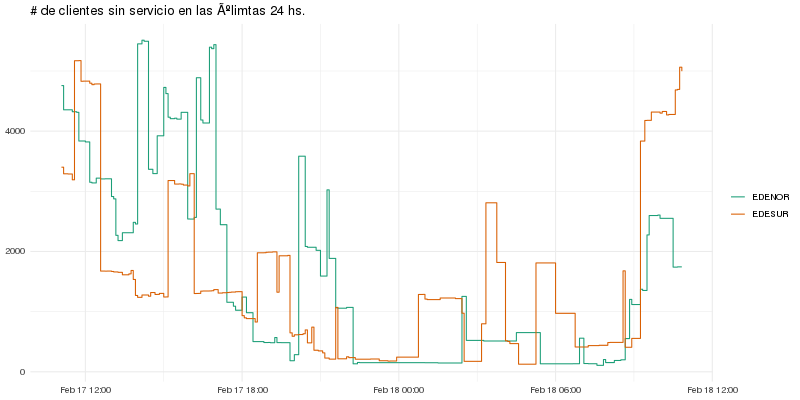 # de clientes sin servicio en las Ãºlimtas 24 hs.
4000
2000
0
Feb 17 12:00
Feb 17 18:00
Feb 18 00:00
Feb 18 06:00
Feb 18 12:00
EDENOR
EDESUR